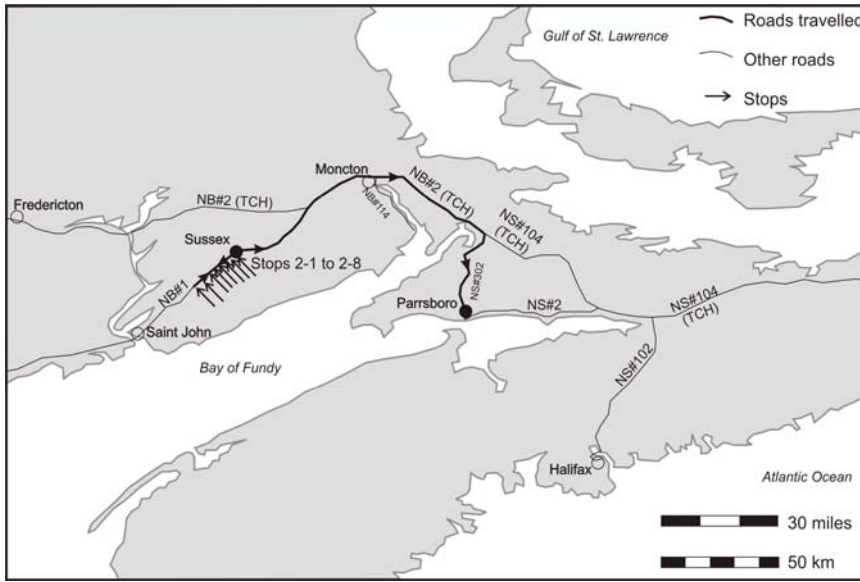 Gulf of St. Lawrence
Roads travelled
Other roads
Stops
Moncton
Fredericton
NB#2 (TCH)
NB#114
NB#2 (TCH)
NS#104
(TCH)
Sussex
Stops 2-1 to 2-8
NB#1
NS#302
Parrsboro
NS#2
NS#104
(TCH)
Saint John
Bay of Fundy
NS#102
Halifax
Atlantic Ocean
30 miles
50 km